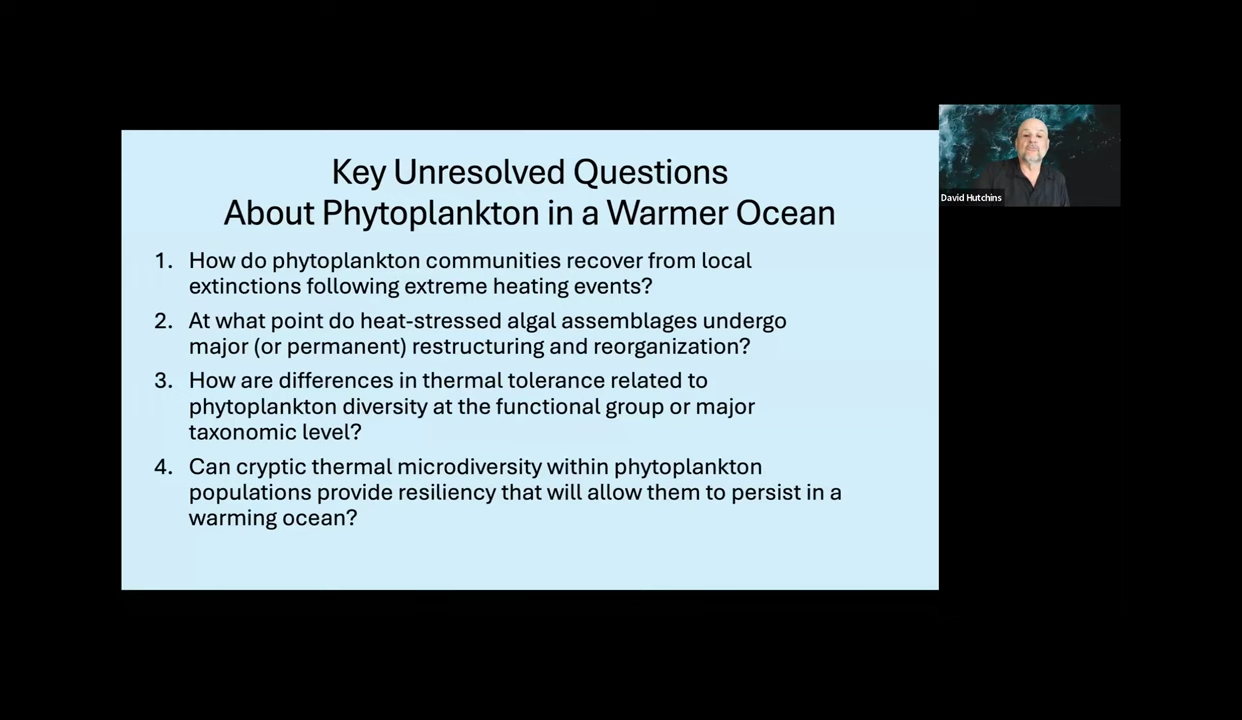 Key Unresolved Questions
About Phytoplankton in a Warmer Ocean
1. How do phytoplankton communities recover from local
extinctions following extreme heating events?
2. At what point do heat-stressed algal assemblages undergo
major (or permanent) restructuring and reorganization?
3. How are differences in thermal tolerance related to
phytoplankton diversity at the functional group or major
taxonomic level?
4. Can cryptic thermal microdiversity within phytoplankton
populations provide resiliency that will allow them to persist in a
warming ocean?
David Hutchins